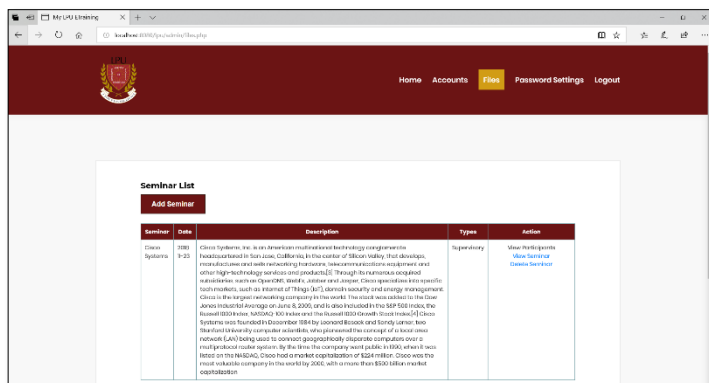 My LPU Etraining
localhost:8080/lpu/admin/files.php
LPU
Home Accounts Files Password Settings Logout
Seminar List
Add Seminar
Seminar Date Description Types Action
Cisco Systems
Cisco Systems, Inc. is an American multinational technology conglomerate
headquartered in San Jose, California, in the center of Silicon Valley, that develops,
manufactures and sells networking hardware, telecommunications equipment and
other high-technology services and products.[3] Through its numerous acquired
subsidiaries, such as OpenDNS, WebEx, Jabber and Jasper, Cisco specializes into specific
tech markets, such as Internet of Things (IoT), domain security and energy management.
Cisco is the largest networking company in the world. The stock was added to the Dow
Jones Industrial Average on June 8, 2009, and is also included in the S&P 500 Index, the
Russell 1000 Index, NASDAQ-100 Index and the Russell 1000 Growth Stock Index.[4] Cisco
Systems was founded in December 1984 by Leonard Bosack and Sandy Lerner, two
Stanford University computer scientists, who pioneered the concept of a local area
network (LAN) being used to connect geographically disparate computers over a
multiprotocol router system. By the time the company went public in 1990, when it was
listed on the NASDAQ, Cisco had a market capitalization of $224 million. Cisco was the
most valuable company in the world by 2000, with a more than $500 billion market
capitalization
Supervisory
View Participants
View Seminar
Delete Seminar